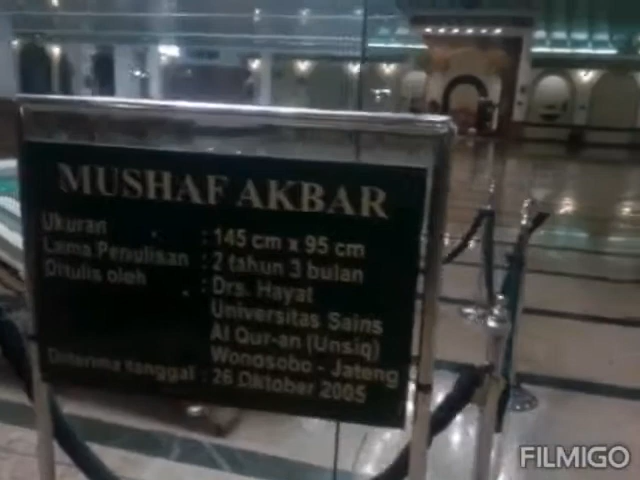 MUSHAF AKBAR
Ukuran : 145 cm x 95 cm
Lama Penulisan : 2 tahun 3 bulan
Ditulis oleh : Drs. Hayat
Universitas Sains
Al Qur-an (Unsiq)
Wonosobo - Jateng
Diterima tanggal : 26 Oktober 2005
FILMIGO